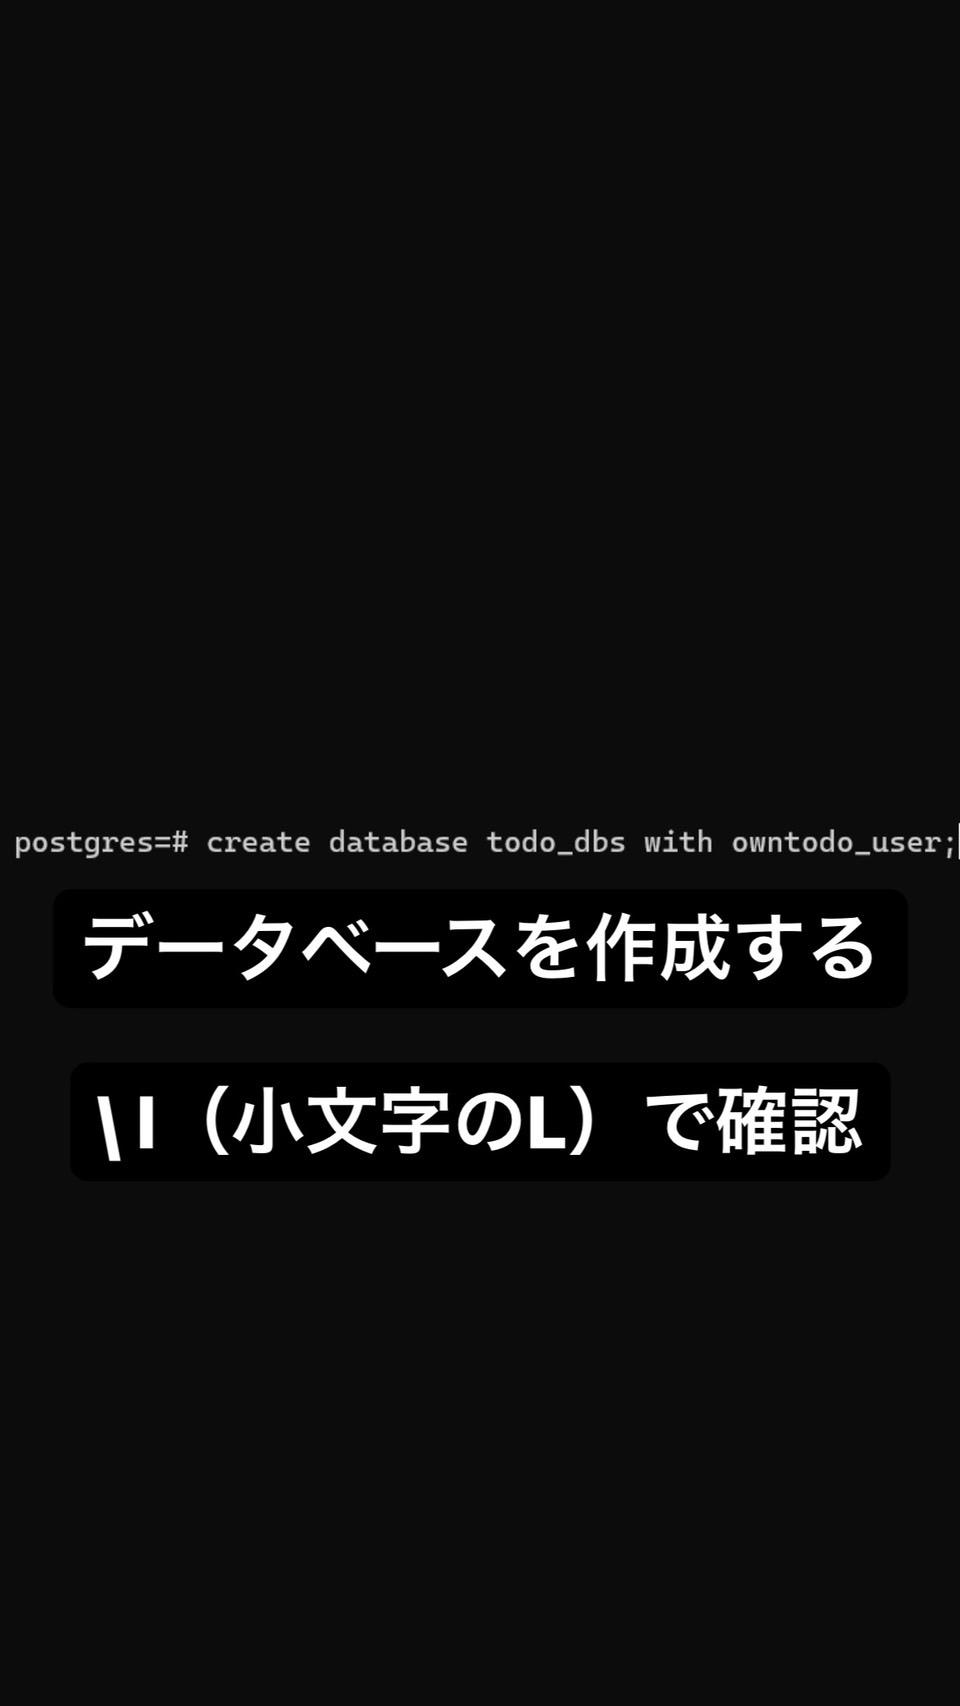 postgres=# create database todo_dbs with owntodo_user;
データベースを作成する
\l（小文字のL）で確認